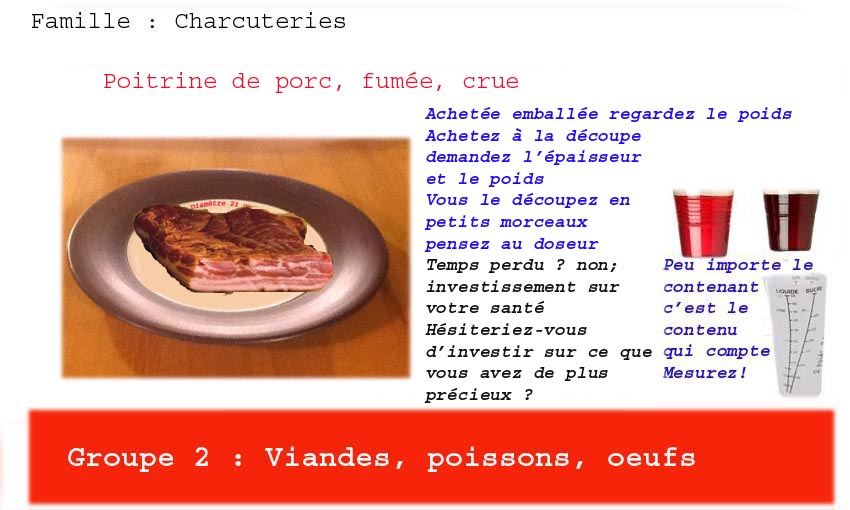 Famille : Charcuteries
Poitrine de porc, fumée, crue
Achetée emballée regardez le poids
Achetez à la découpe
demandez l'épaisseur
et le poids
Vous le découpez en
petits morceaux
pensez au doseur
Temps perdu ? non;
investissement sur
votre santé
Hésiteriez-vous
d'investir sur ce que
vous avez de plus
précieux ?
Peu importe le
contenant
c'est le
contenu
qui compte
Mesurez!
Diamètre 21
LIQUIDE SUCRE
Groupe 2 : Viandes, poissons, oeufs